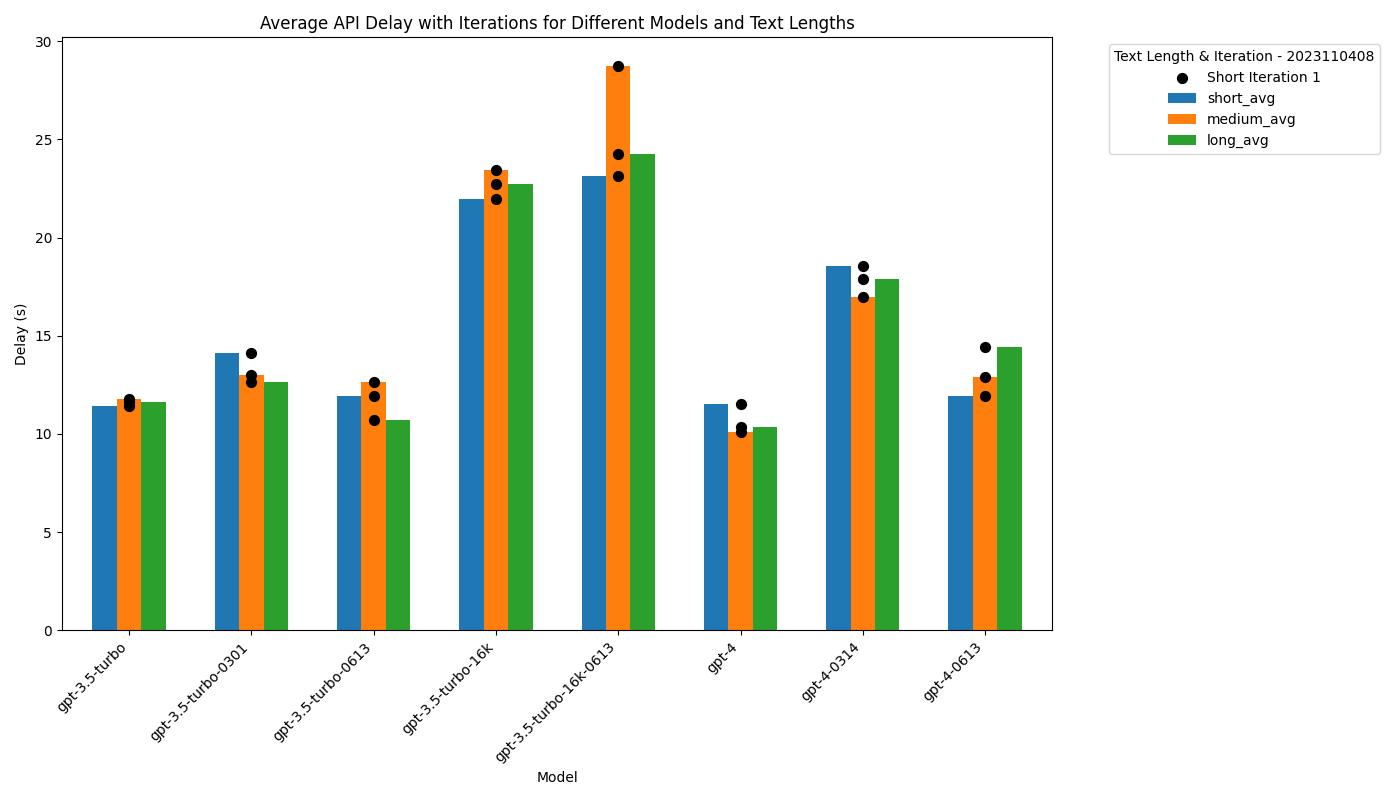 Average API Delay with Iterations for Different Models and Text Lengths
Text Length & Iteration - 2023110408
Short Iteration 1
short_avg
medium_avg
long_avg
Delay (s)
30
25
20
15
10
5
0
gpt-3.5-turbo
gpt-3.5-turbo-0301
gpt-3.5-turbo-0613
gpt-3.5-turbo-16k
gpt-3.5-turbo-16k-0613
gpt-4
gpt-4-0314
gpt-4-0613
Model